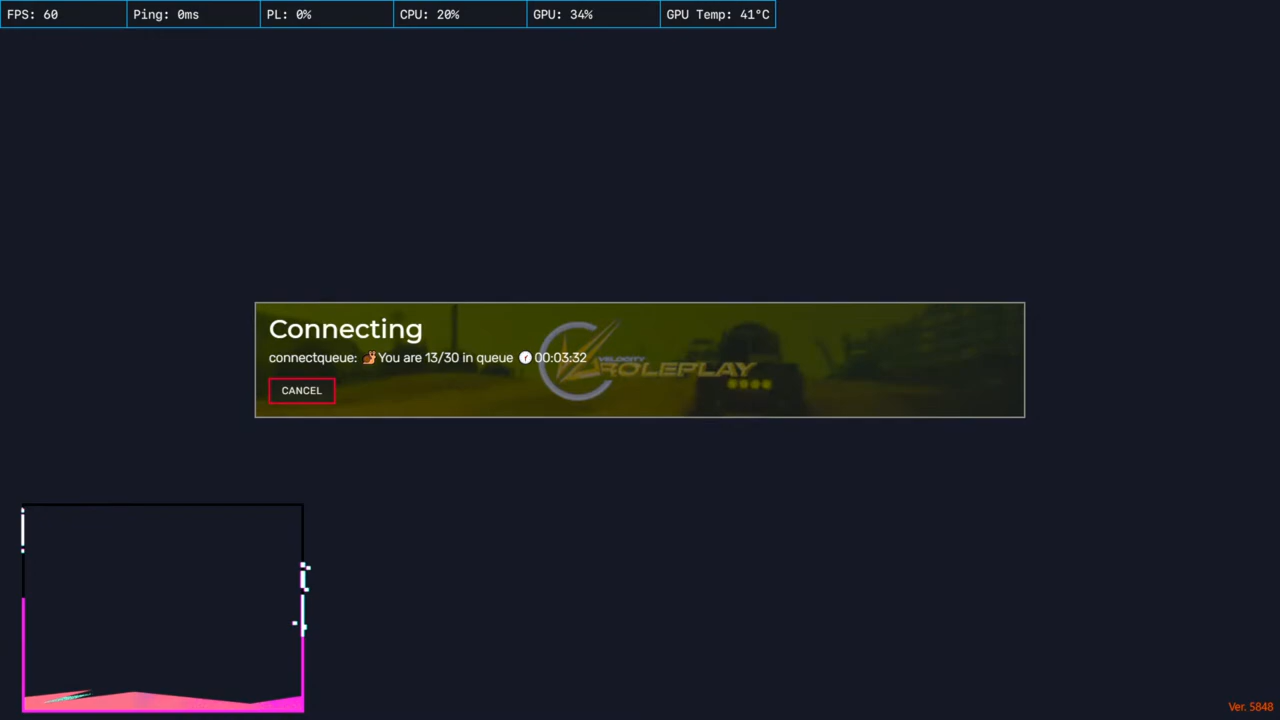 FPS: 60 Ping: 0ms PL: 0% CPU: 20% GPU: 34% GPU Temp: 41°C
Connecting
connectqueue: 🐌You are 13/30 in queue 🕜00:03:32
VELOCITY
ROLEPLAY
CANCEL
Ver. 5848